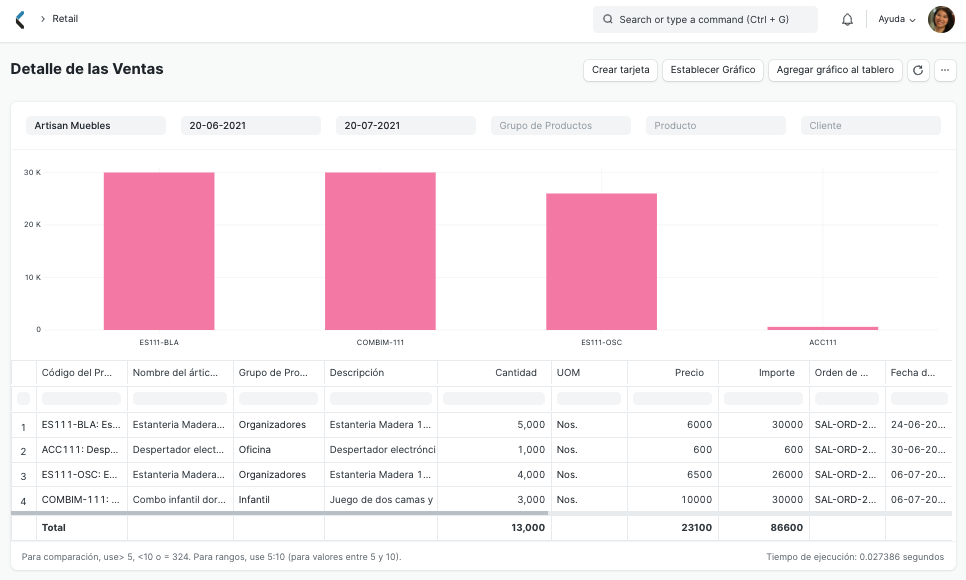 Retail
Search or type a command (Ctrl + G)
Ayuda
Detalle de las Ventas
Crear tarjeta
Establecer Gráfico
Agregar gráfico al tablero
Artisan Muebles
20-06-2021
20-07-2021
Grupo de Productos
Producto
Cliente
30 K
20 K
10 K
0
ES111-BLA COMBIM-111 ES111-OSC ACC111
Código del Pr... Nombre del ártic... Grupo de Pro... Descripción Cantidad UOM Precio Importe Orden de ... Fecha d...
1 ES111-BLA: Es... Estanteria Madera... Organizadores Estanteria Madera 1... 5,000 Nos. 6000 30000 SAL-ORD-2... 24-06-20...
2 ACC111: Desp... Despertador elect... Oficina Despertador electrónci 1,000 Nos. 600 600 SAL-ORD-2... 30-06-20...
3 ES111-OSC: E... Estanteria Madera... Organizadores Estanteria Madera 1... 4,000 Nos. 6500 26000 SAL-ORD-2... 06-07-20...
4 COMBIM-111: ... Combo infantil dor... Infantil Juego de dos camas y 3,000 Nos. 10000 30000 SAL-ORD-2... 06-07-20...
Total 13,000 23100 86600
Para comparación, use> 5, <10 o = 324. Para rangos, use 5:10 (para valores entre 5 y 10).
Tiempo de ejecución: 0.027386 segundos